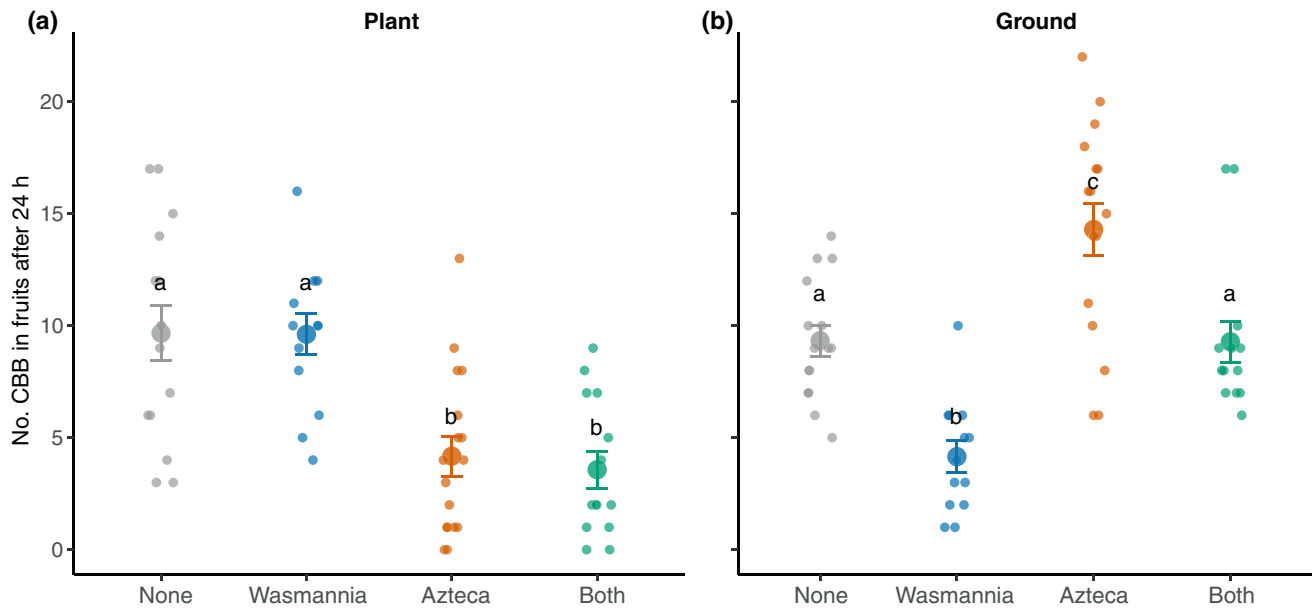 (a) Plant
(b) Ground
No. CBB in fruits after 24 h
20
15
10
5
0
a
a
b
b
a
b
c
a
None Wasmannia Azteca Both
None Wasmannia Azteca Both